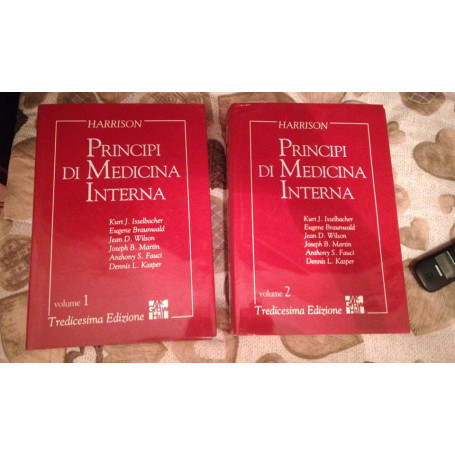 HARRISON
PRINCIPI
DI MEDICINA
INTERNA
Kurt J. Isselbacher
Eugene Braunwald
Jean D. Wilson
Joseph B. Martin
Anthony S. Fauci
Dennis L. Kasper
volume 1
Tredicesima Edizione
HARRISON
PRINCIPI
DI MEDICINA
INTERNA
Kurt J. Isselbacher
Eugene Braunwald
Jean D. Wilson
Joseph B. Martin
Anthony S. Fauci
Dennis L. Kasper
volume 2
Tredicesima Edizione